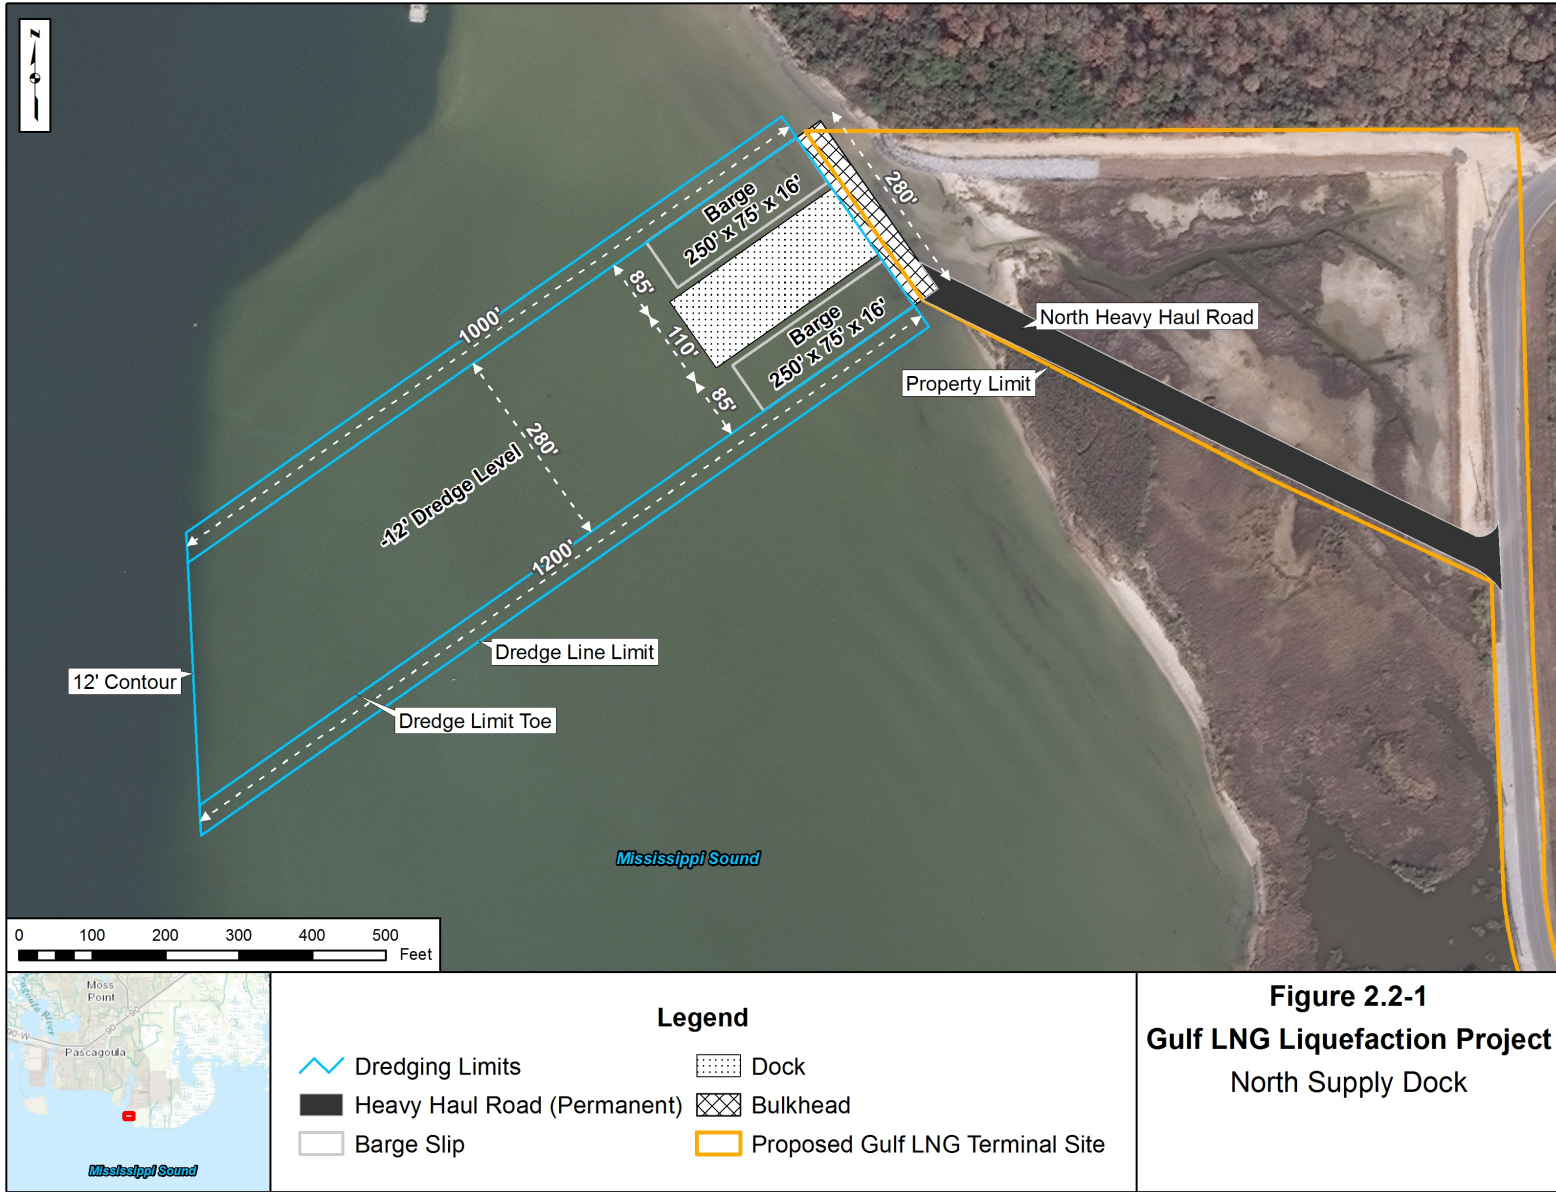 N
280'
Barge
250' x 75' x 16'
85'
110'
85'
Barge
250' x 75' x 16'
1000'
North Heavy Haul Road
Property Limit
280'
-12' Dredge Level
1200'
Dredge Line Limit
12' Contour
Dredge Limit Toe
Mississippi Sound
0 100 200 300 400 500
Feet
Moss
Point
90
90
90-W
Pascagoula
Mississippi Sound
Legend
Dredging Limits
Heavy Haul Road (Permanent)
Barge Slip
Dock
Bulkhead
Proposed Gulf LNG Terminal Site
Figure 2.2-1
Gulf LNG Liquefaction Project
North Supply Dock